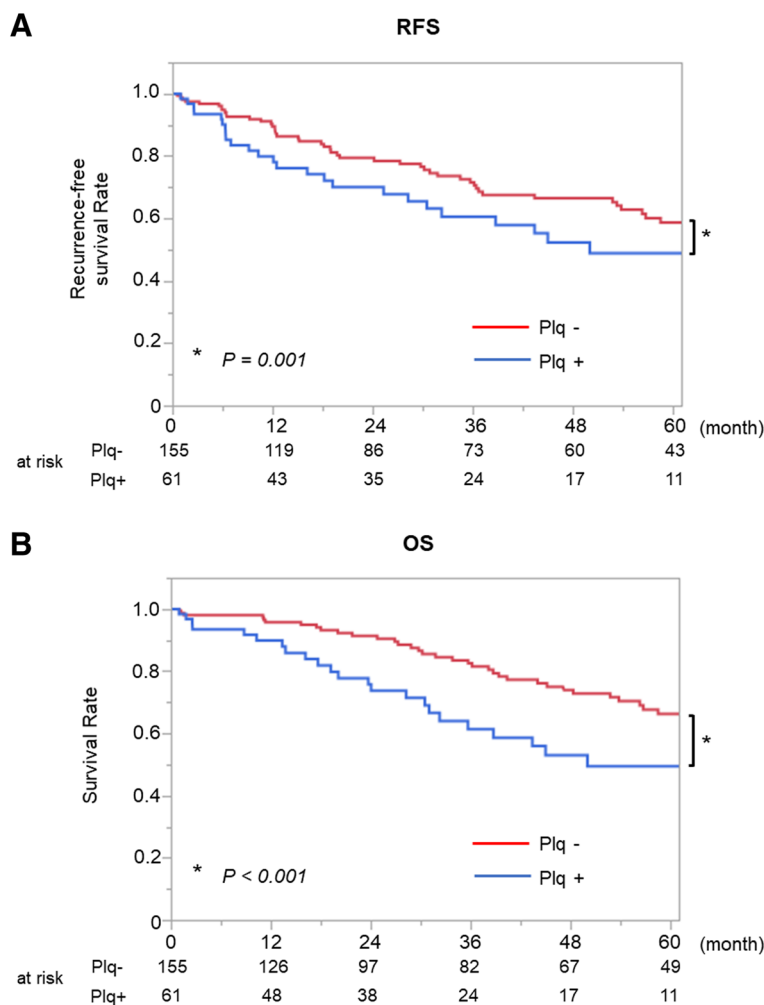 A
RFS
Recurrence-free
survival Rate
1.0
0.8
0.6
0.4
0.2
0
*
Plq -
Plq +
* P = 0.001
0 12 24 36 48 60 (month)
at risk
Plq- 155 119 86 73 60 43
Plq+ 61 43 35 24 17 11
B
OS
Survival Rate
1.0
0.8
0.6
0.4
0.2
0
*
Plq -
Plq +
* P < 0.001
0 12 24 36 48 60 (month)
at risk
Plq- 155 126 97 82 67 49
Plq+ 61 48 38 24 17 11